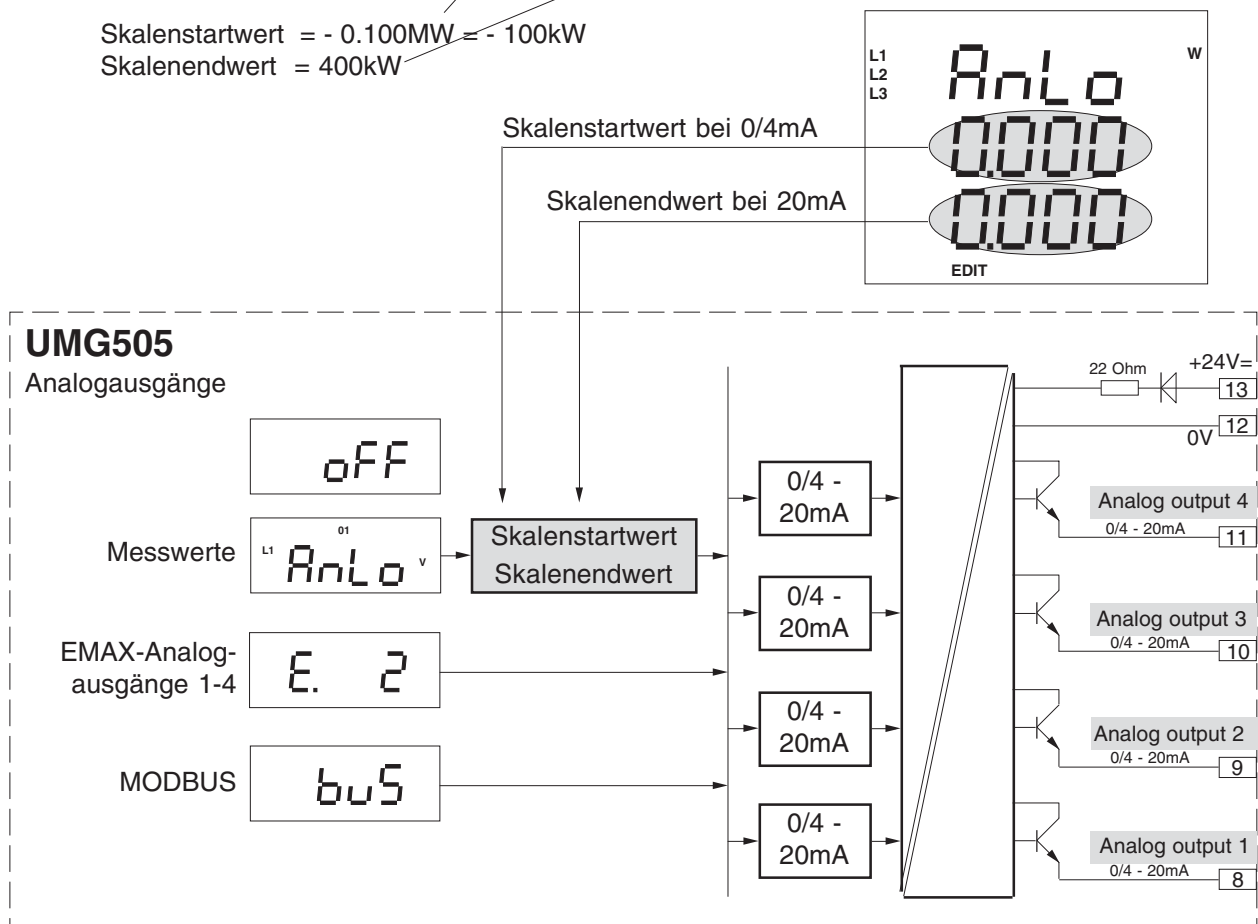 Skalenstartwert = - 0.100MW = - 100kW
Skalenendwert = 400kW
L1
L2
L3
AnLo
W
Skalenstartwert bei 0/4mA
0.000
Skalenendwert bei 20mA
0.000
EDIT
UMG505
Analogausgänge
oFF
Messwerte
L1
01
AnLo
V
Skalenstartwert
Skalenendwert
EMAX-Analog-
ausgänge 1-4
E. 2
MODBUS
buS
0/4 -
20mA
0/4 -
20mA
0/4 -
20mA
0/4 -
20mA
22 Ohm
+24V=
13
12
0V
Analog output 4
0/4 - 20mA
11
Analog output 3
0/4 - 20mA
10
Analog output 2
0/4 - 20mA
9
Analog output 1
0/4 - 20mA
8